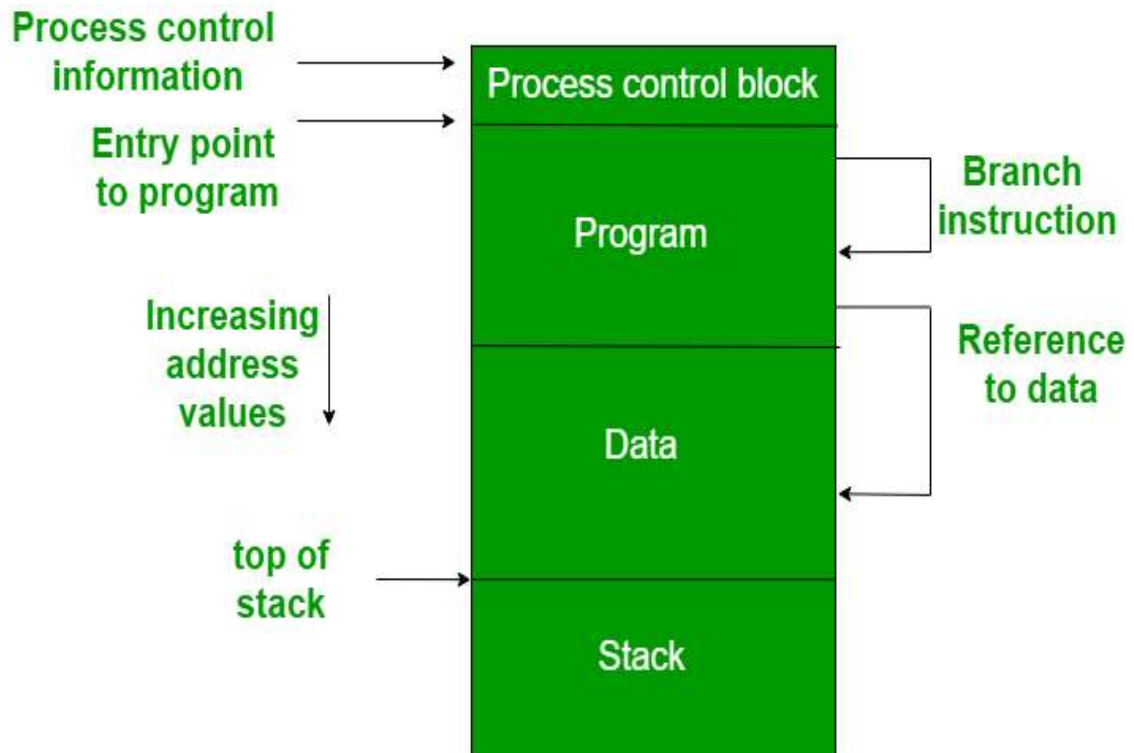 Process control
information
Process control block
Entry point
to program
Branch
instruction
Program
Increasing
address
values
Reference
to data
Data
top of
stack
Stack